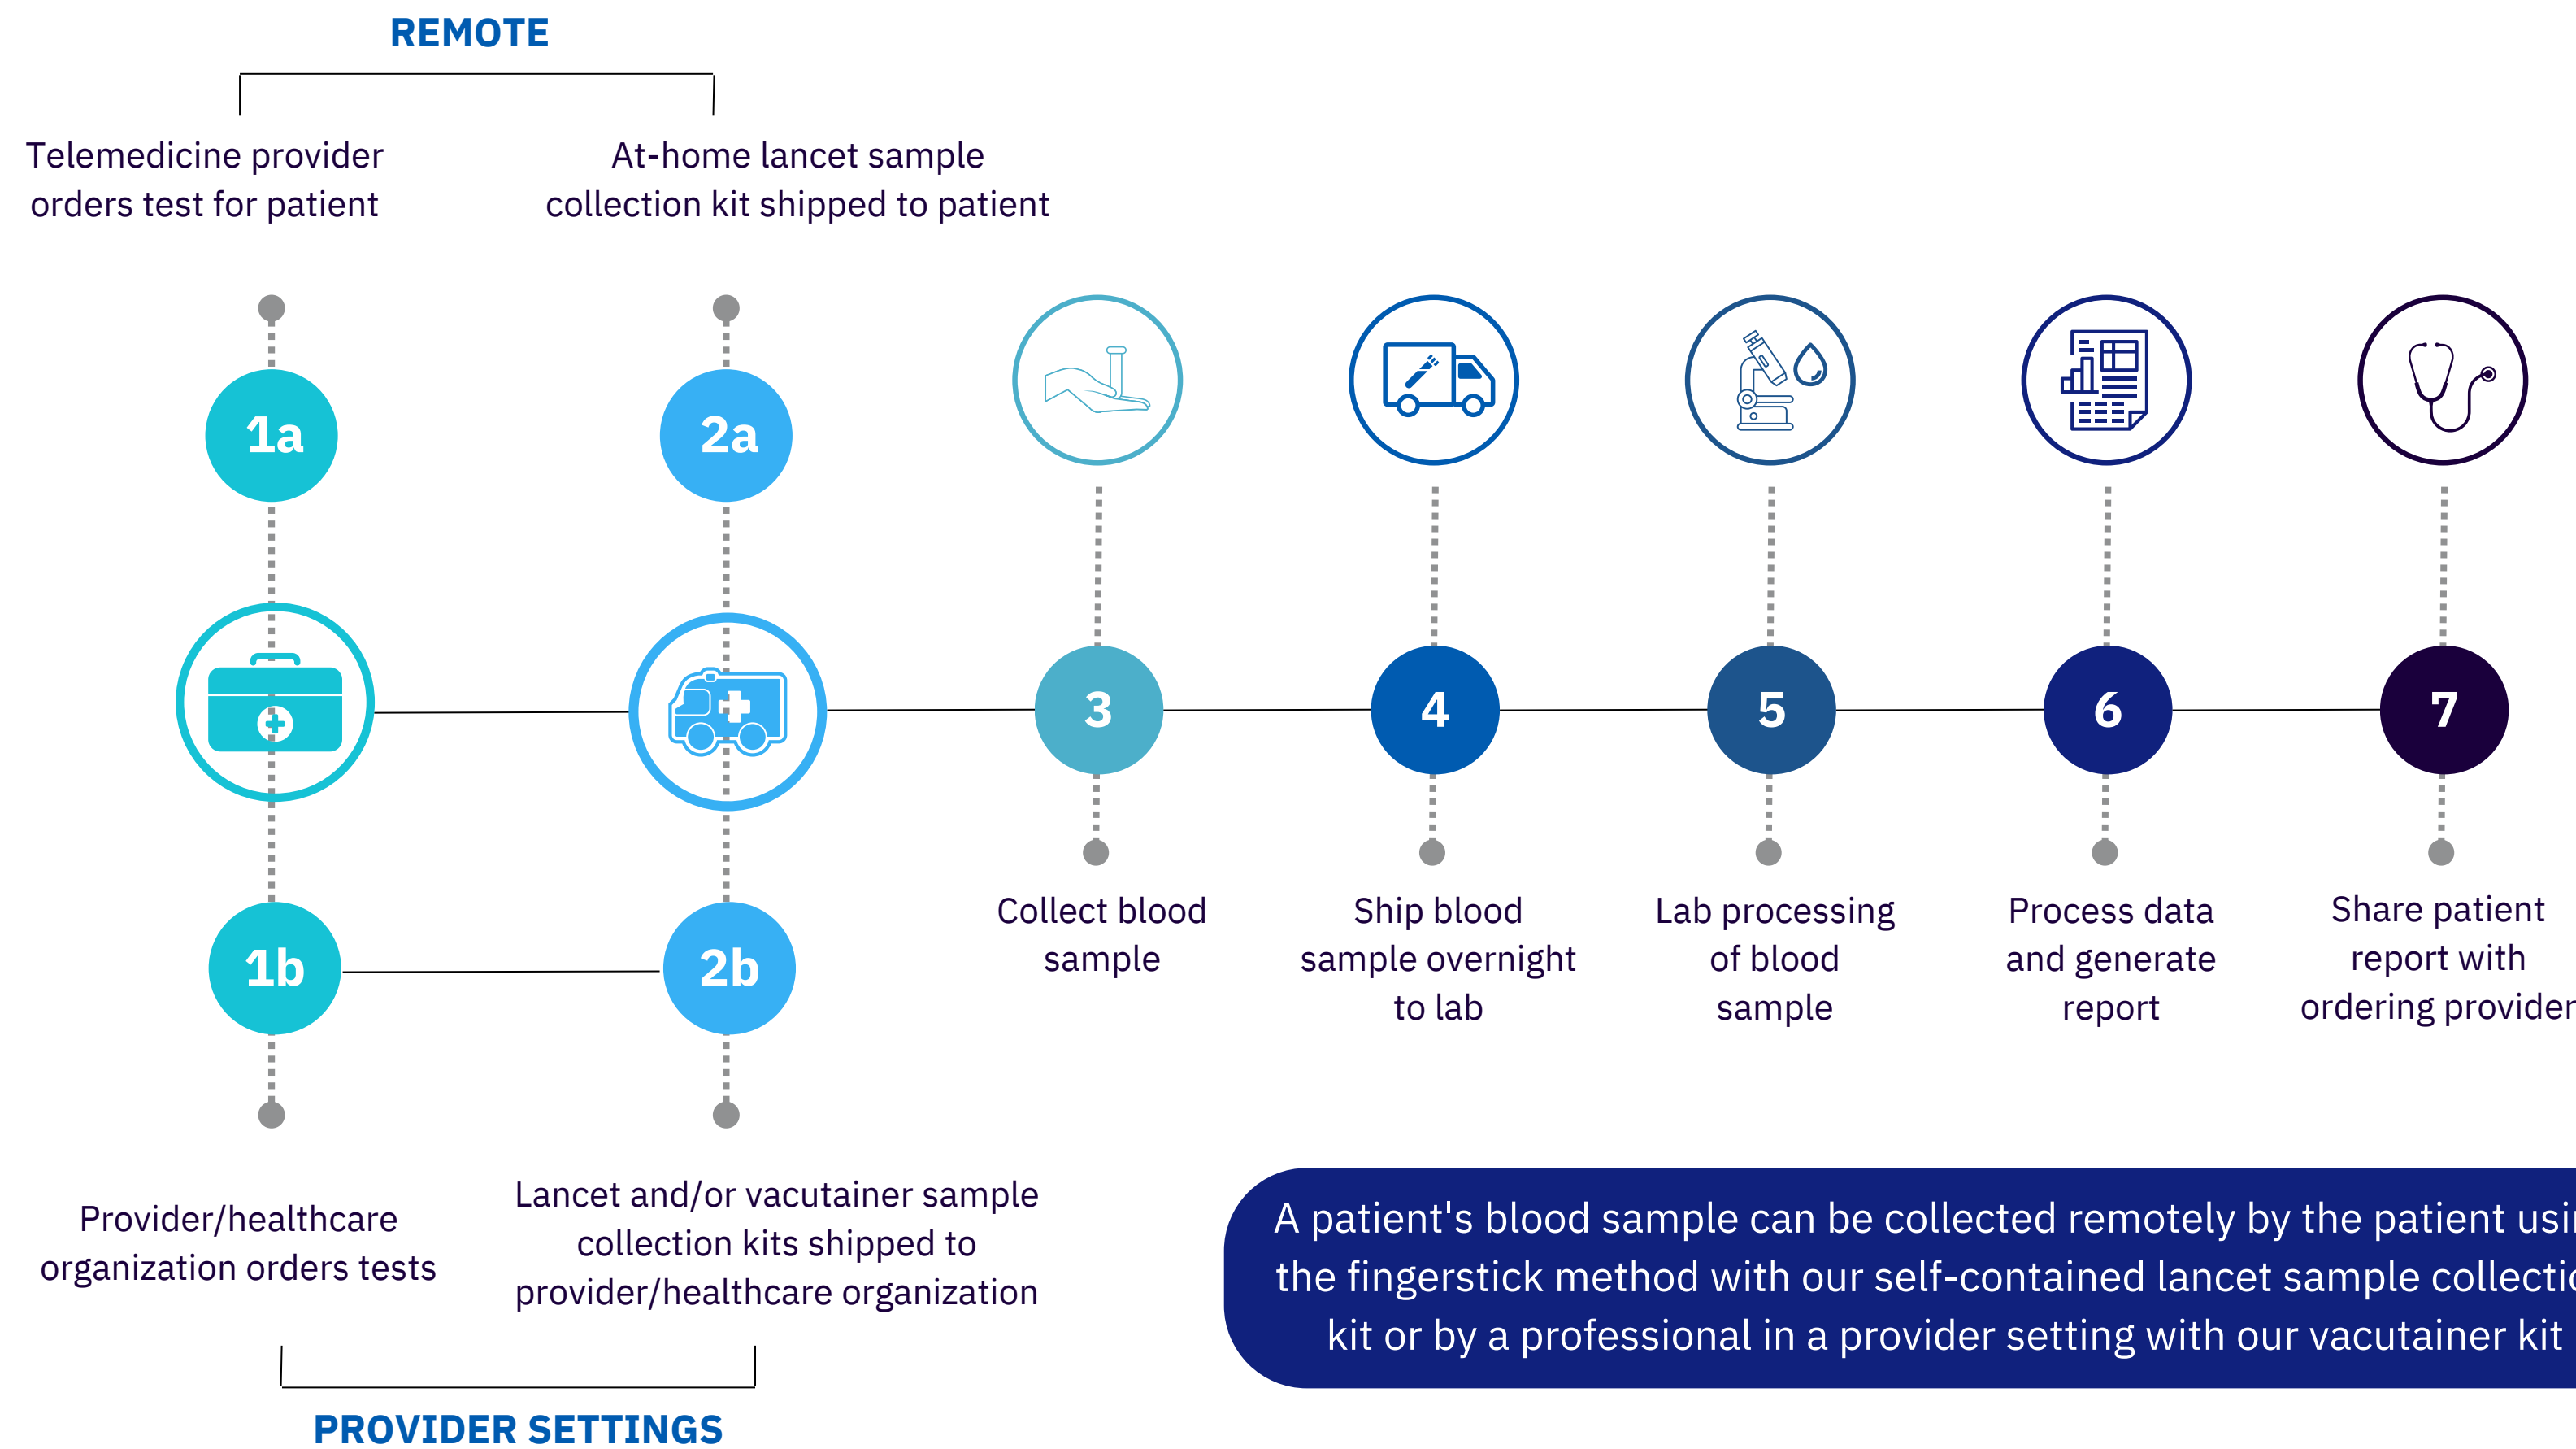 REMOTE
Telemedicine provider
orders test for patient
At-home lancet sample
collection kit shipped to patient
1a
2a
3
4
5
6
7
1b
2b
Collect blood
sample
Ship blood
sample overnight
to lab
Lab processing
of blood
sample
Process data
and generate
report
Share patient
report with
ordering provider
Provider/healthcare
organization orders tests
Lancet and/or vacutainer sample
collection kits shipped to
provider/healthcare organization
A patient's blood sample can be collected remotely by the patient
the fingerstick method with our self-contained lancet sample
kit or by a professional in a provider setting with our vacutainer kit
PROVIDER SETTINGS